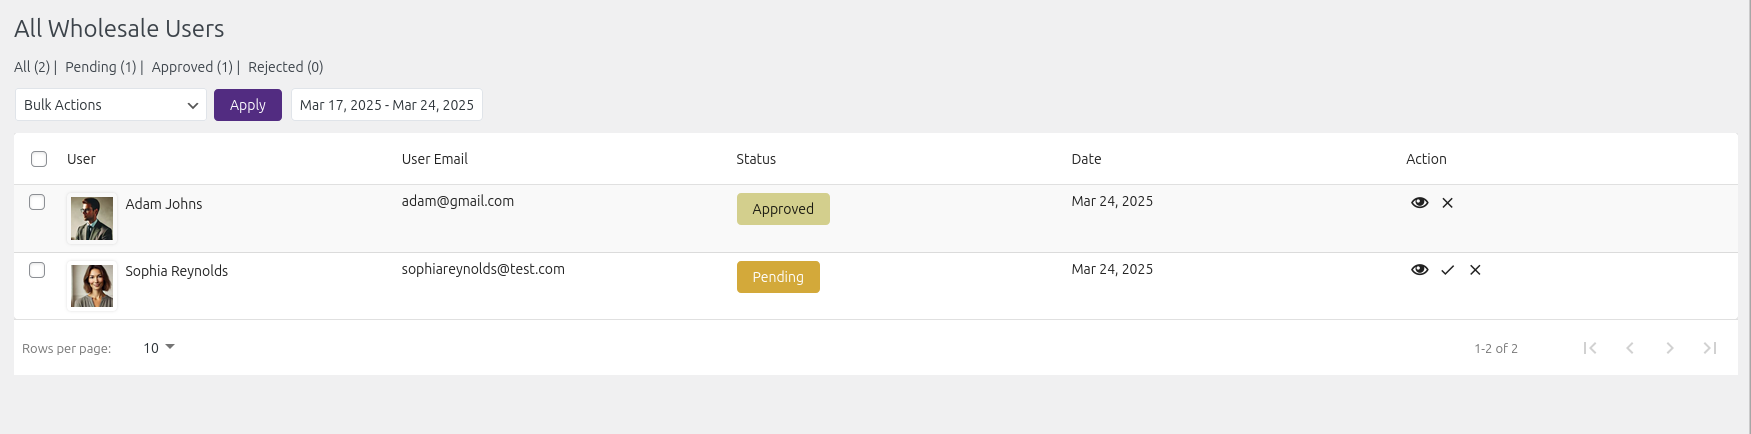 All Wholesale Users
All (2) | Pending (1) | Approved (1) | Rejected (0)
Bulk Actions Apply Mar 17, 2025 - Mar 24, 2025
User User Email Status Date Action
Adam Johns adam@gmail.com Approved Mar 24, 2025
Sophia Reynolds sophiareynolds@test.com Pending Mar 24, 2025
Rows per page: 10 1-2 of 2